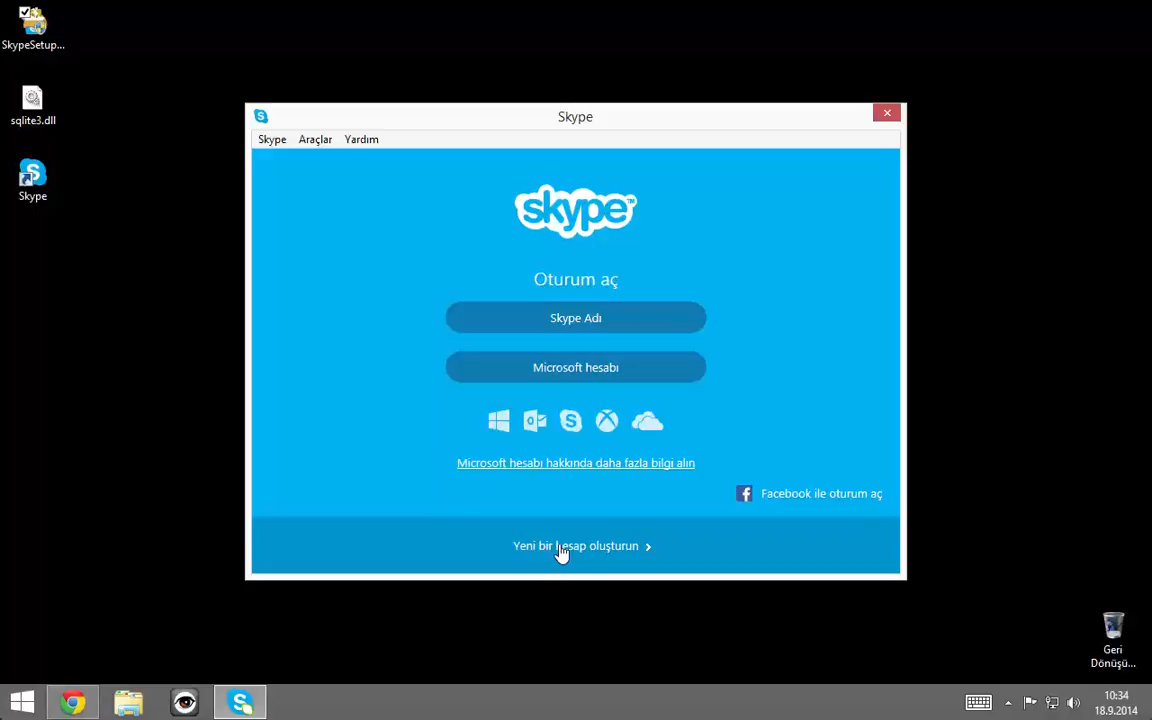 SkypeSetup...
sqlite3.dll
Skype
Skype
Skype Araçlar Yardım
skype™
Oturum aç
Skype Adı
Microsoft hesabı
Microsoft hesabı hakkında daha fazla bilgi alın
Facebook ile oturum aç
Yeni bir hesap oluşturun
Geri
Dönüşü...
10:34
18.9.2014